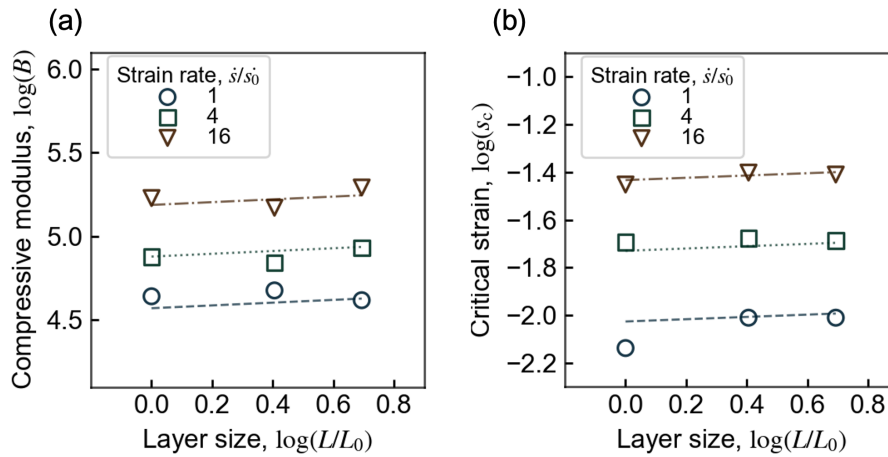 (a)
Compressive modulus, log(B)
6.0
5.5
5.0
4.5
Strain rate, ṡ/ṡ₀
1
4
16
0.0 0.2 0.4 0.6 0.8
Layer size, log(L/L₀)
(b)
Critical strain, log(s_c)
−1.0
−1.2
−1.4
−1.6
−1.8
−2.0
−2.2
Strain rate, ṡ/ṡ₀
1
4
16
0.0 0.2 0.4 0.6 0.8
Layer size, log(L/L₀)